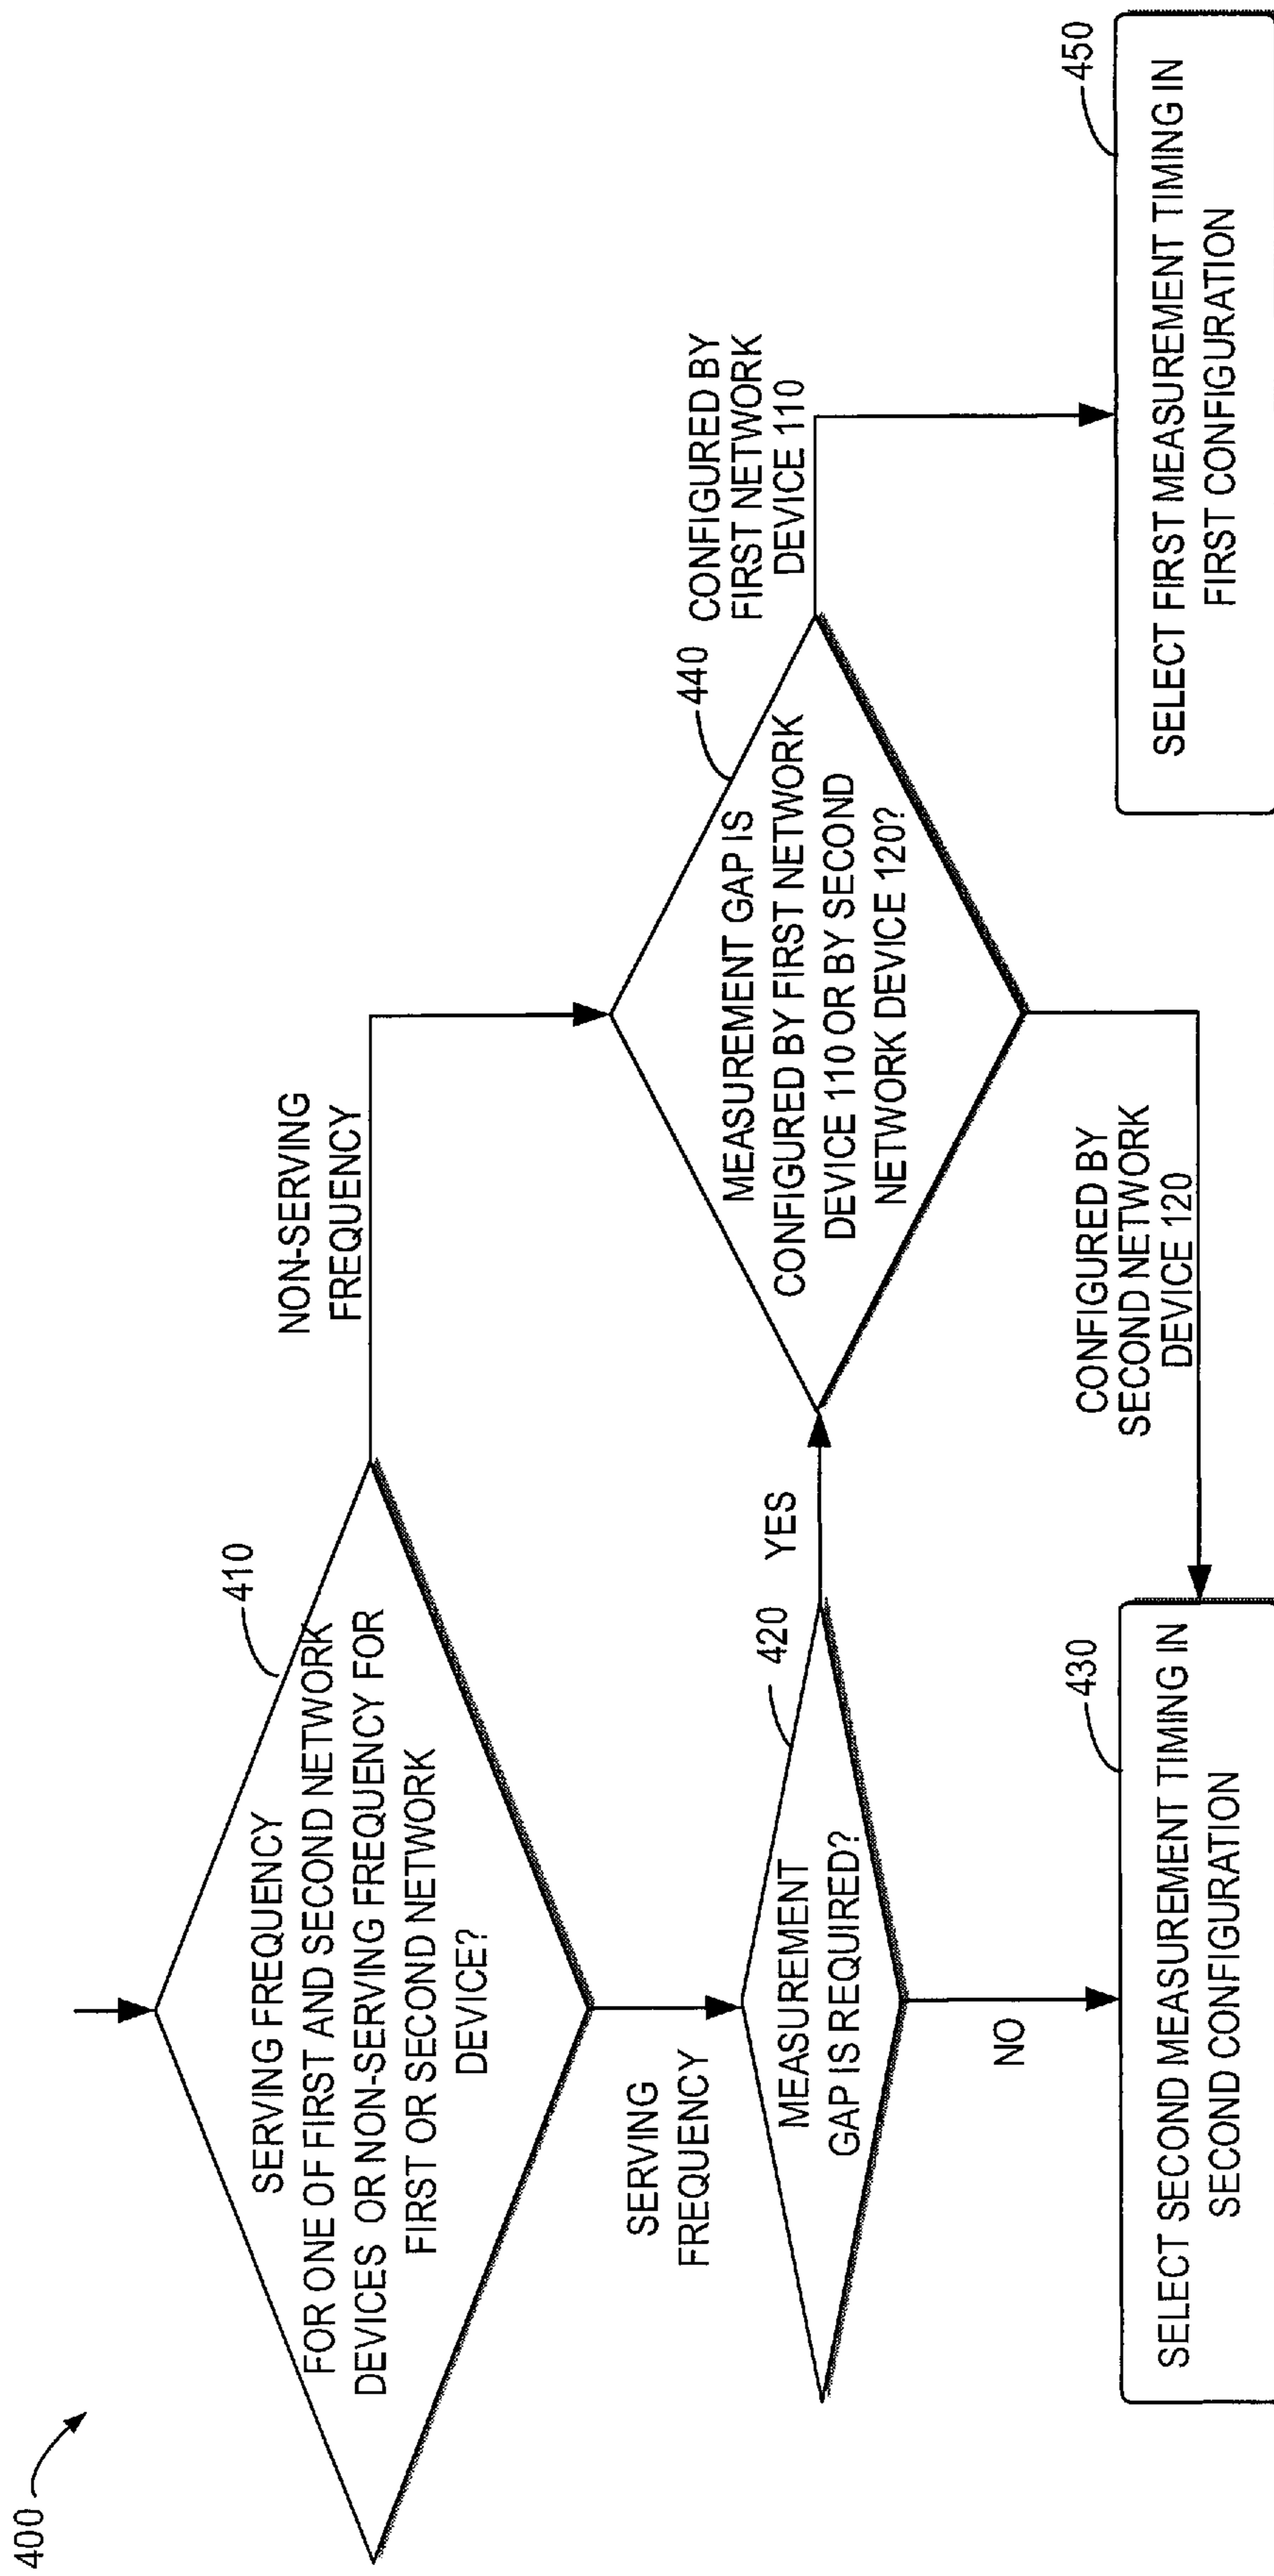 400
410
SERVING FREQUENCY
FOR ONE OF FIRST AND SECOND NETWORK
DEVICES OR NON-SERVING FREQUENCY FOR
FIRST OR SECOND NETWORK
DEVICE?
NON-SERVING
FREQUENCY
SERVING
FREQUENCY
420
MEASUREMENT
GAP IS REQUIRED?
YES
NO
440
MEASUREMENT GAP IS
CONFIGURED BY FIRST NETWORK
DEVICE 110 OR BY SECOND
NETWORK DEVICE 120?
CONFIGURED BY
FIRST NETWORK
DEVICE 110
CONFIGURED BY
SECOND NETWORK
DEVICE 120
430
SELECT SECOND MEASUREMENT TIMING IN
SECOND CONFIGURATION
450
SELECT FIRST MEASUREMENT TIMING IN
FIRST CONFIGURATION